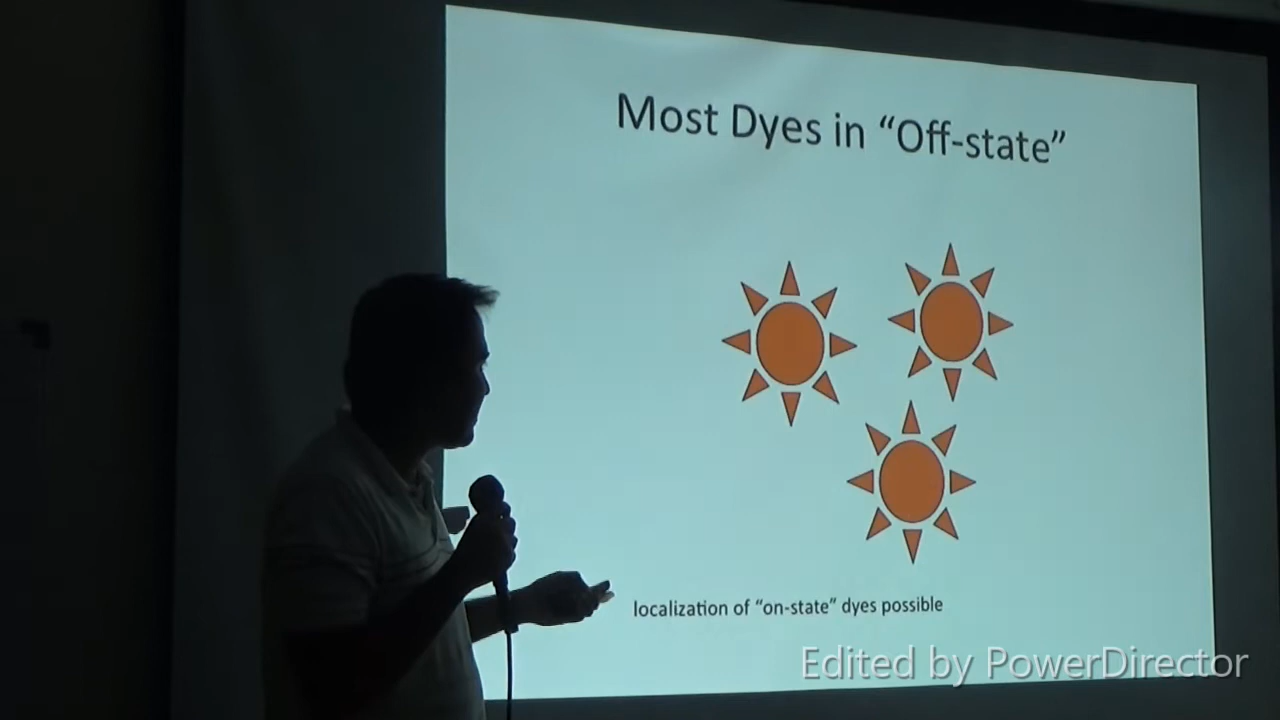 Most Dyes in “Off-state”
localization of “on-state” dyes possible
Edited by PowerDirector